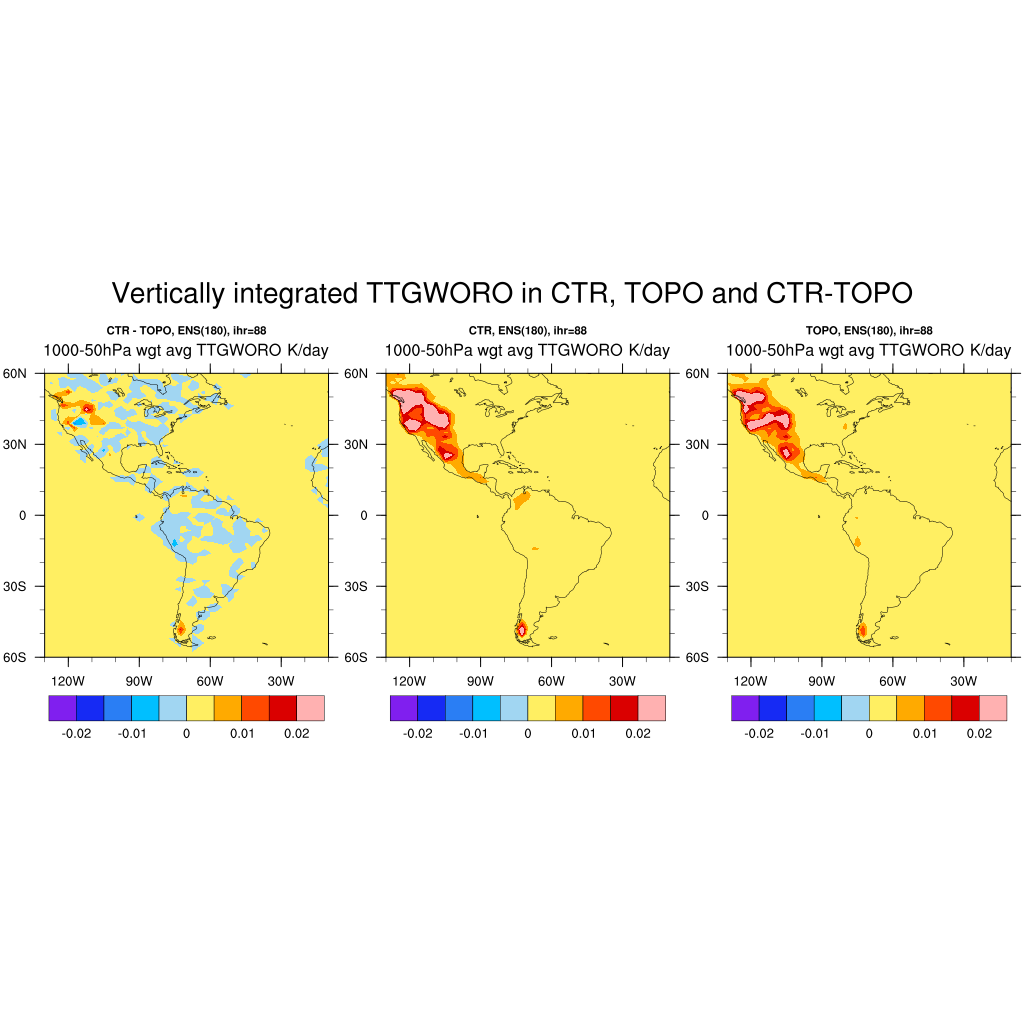 Vertically integrated TTGWORO in CTR, TOPO and CTR-TOPO
CTR - TOPO, ENS(180), ihr=88
1000-50hPa wgt avg TTGWORO K/day
60N
30N
0
30S
60S
120W 90W 60W 30W
-0.02 -0.01 0 0.01 0.02
CTR, ENS(180), ihr=88
1000-50hPa wgt avg TTGWORO K/day
60N
30N
0
30S
60S
120W 90W 60W 30W
-0.02 -0.01 0 0.01 0.02
TOPO, ENS(180), ihr=88
1000-50hPa wgt avg TTGWORO K/day
60N
30N
0
30S
60S
120W 90W 60W 30W
-0.02 -0.01 0 0.01 0.02